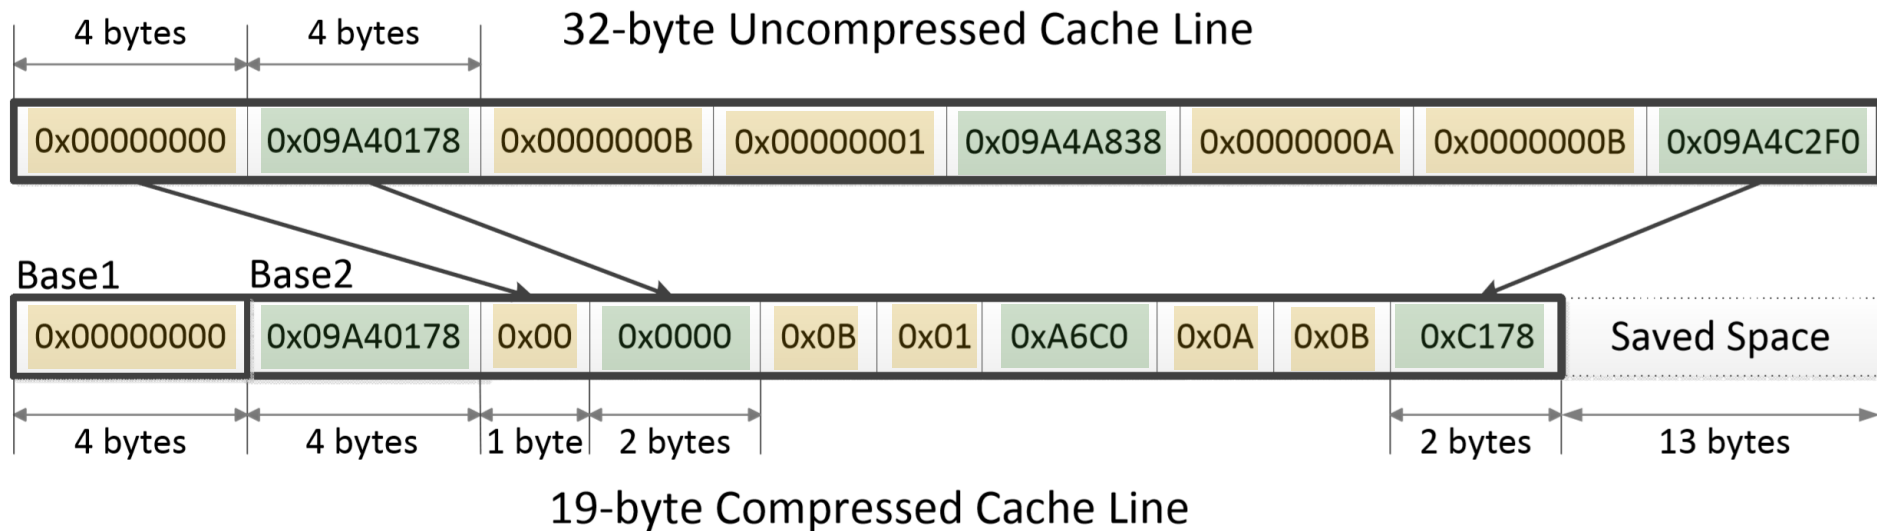 32-byte Uncompressed Cache Line
4 bytes 4 bytes
0x00000000 0x09A40178 0x0000000B 0x00000001 0x09A4A838 0x0000000A 0x0000000B 0x09A4C2F0
Base1 Base2
0x00000000 0x09A40178 0x00 0x0000 0x0B 0x01 0xA6C0 0x0A 0x0B 0xC178 Saved Space
4 bytes 4 bytes 1 byte 2 bytes 2 bytes 13 bytes
19-byte Compressed Cache Line